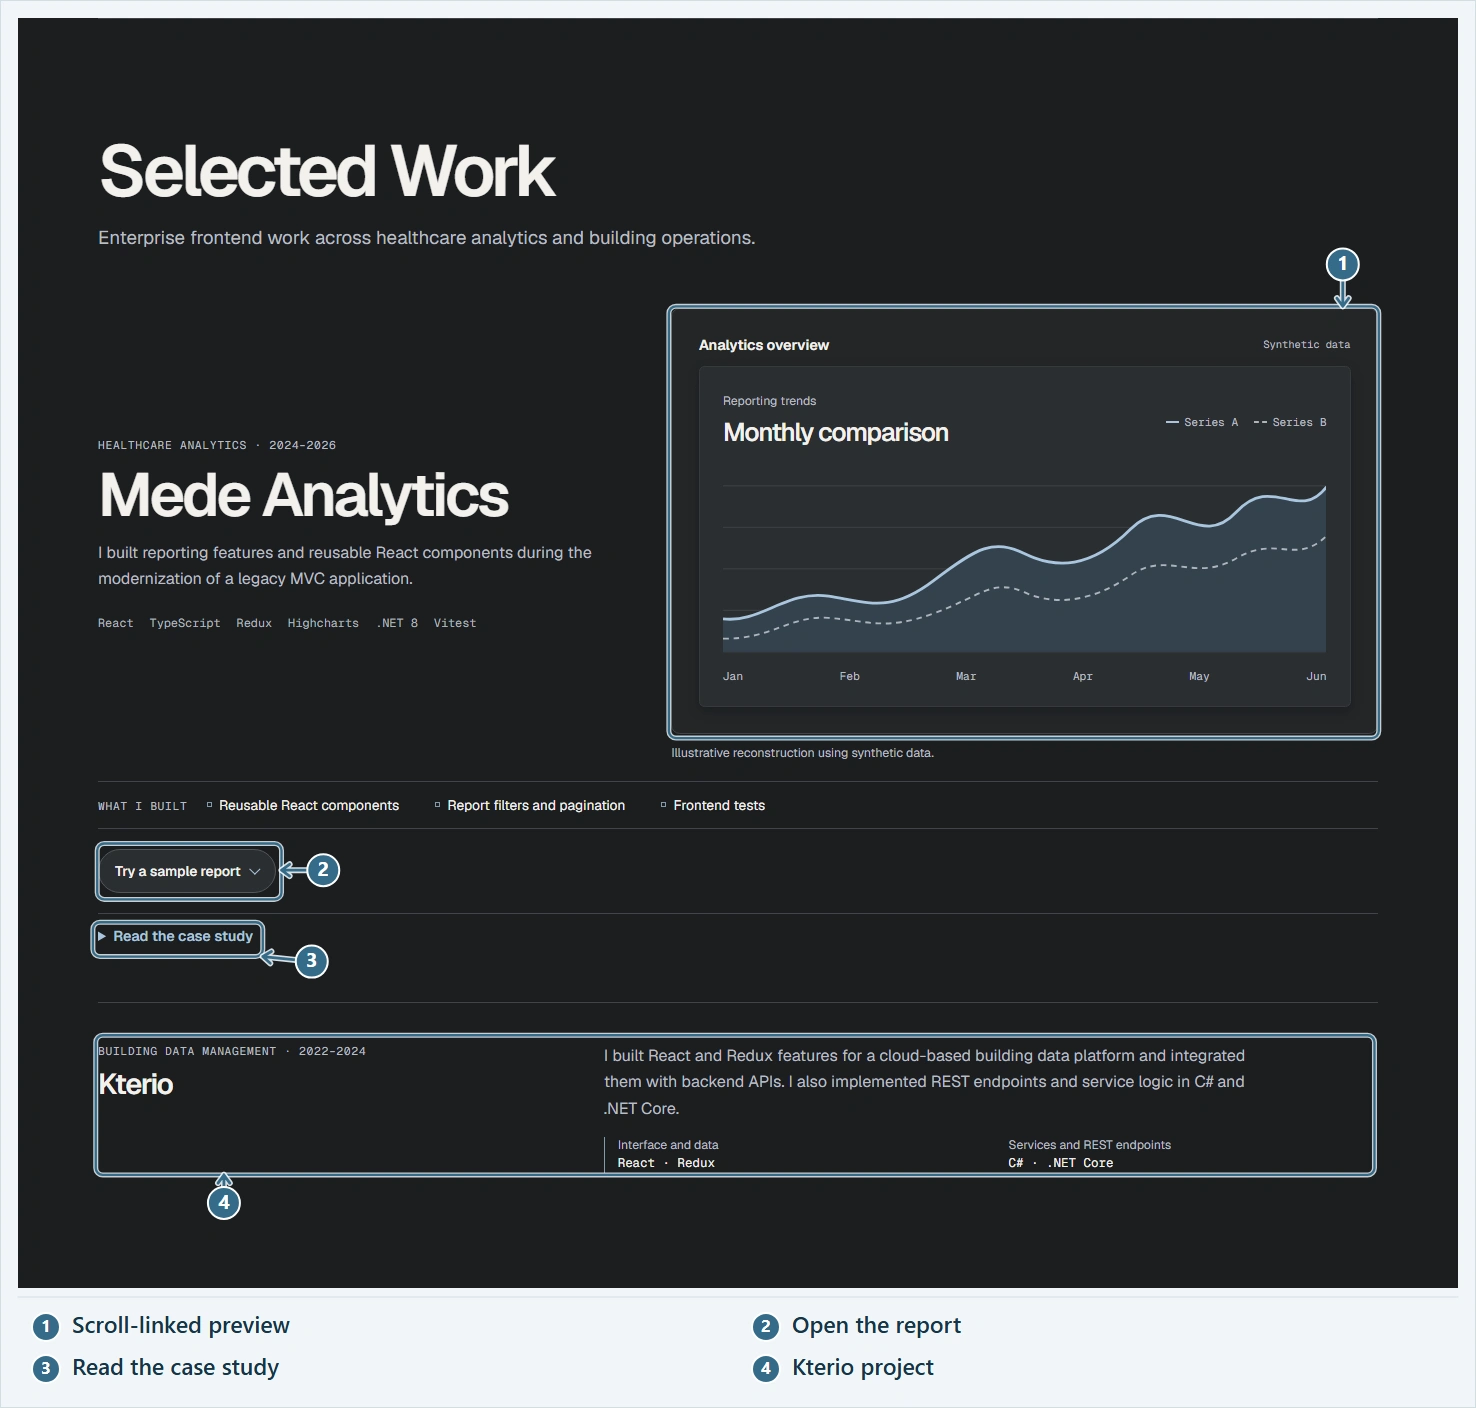 Selected Work
Enterprise frontend work across healthcare analytics and building operations.
1
Analytics overview
Synthetic data
Reporting trends
Monthly comparison
Series A
Series B
Jan
Feb
Mar
Apr
May
Jun
Illustrative reconstruction using synthetic data.
HEALTHCARE ANALYTICS · 2024–2026
Mede Analytics
I built reporting features and reusable React components during the
modernization of a legacy MVC application.
React TypeScript Redux Highcharts .NET 8 Vitest
WHAT I BUILT
Reusable React components
Report filters and pagination
Frontend tests
Try a sample report
2
Read the case study
3
BUILDING DATA MANAGEMENT · 2022–2024
Kterio
I built React and Redux features for a cloud-based building data platform and integrated
them with backend APIs. I also implemented REST endpoints and service logic in C# and
.NET Core.
Interface and data
React · Redux
Services and REST endpoints
C# · .NET Core
4
1 Scroll-linked preview
2 Open the report
3 Read the case study
4 Kterio project